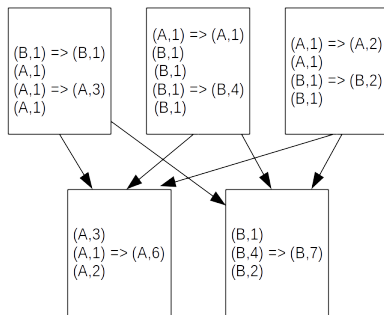 (B,1) => (B,1)
(A,1)
(A,1) => (A,3)
(A,1)
(A,1) => (A,1)
(B,1)
(B,1)
(B,1) => (B,4)
(B,1)
(A,1) => (A,2)
(A,1)
(B,1) => (B,2)
(B,1)
(A,3)
(A,1) => (A,6)
(A,2)
(B,1)
(B,4) => (B,7)
(B,2)